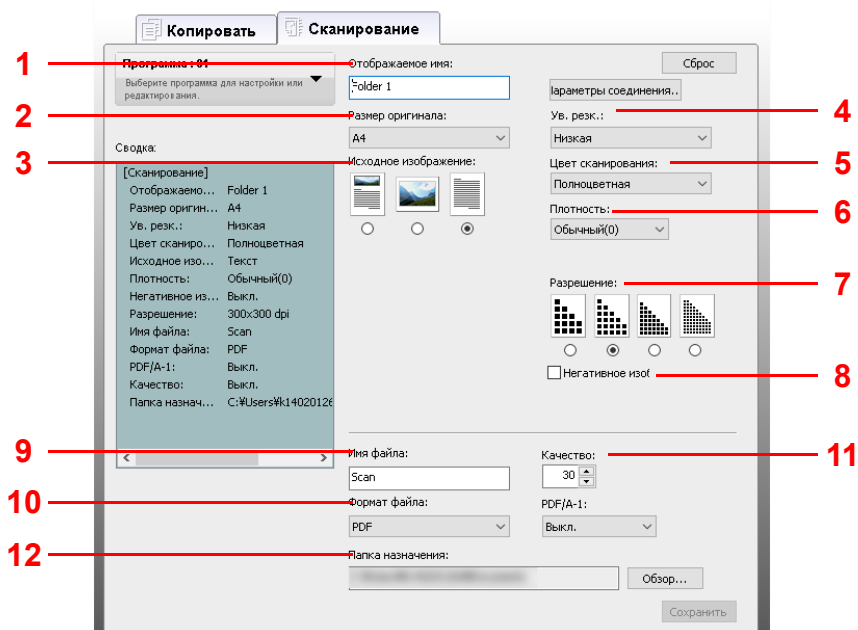 Копировать
Сканирование
1
Программа : 01
Выберите программа для настройки или
редактирования.
Отображаемое имя:
Folder 1
Сброс
Параметры соединения..
2
Размер оригинала:
A4
4
Ув. резк.:
Низкая
3
Исходное изображение:
5
Цвет сканирования:
Полноцветная
6
Плотность:
Обычный(0)
Сводка:
[Сканирование]
Отображаемо... Folder 1
Размер оригин... A4
Ув. резк.: Низкая
Цвет сканиро... Полноцветная
Исходное изо... Текст
Плотность: Обычный(0)
Негативное из... Выкл.
Разрешение: 300x300 dpi
Имя файла: Scan
Формат файла: PDF
PDF/A-1: Выкл.
Качество: Выкл.
Папка назнач... C:¥Users¥k14020126
7
Разрешение:
8
Негативное изоб
9
Имя файла:
Scan
11
Качество:
30
10
Формат файла:
PDF
PDF/A-1:
Выкл.
12
Папка назначения:
Обзор...
Сохранить